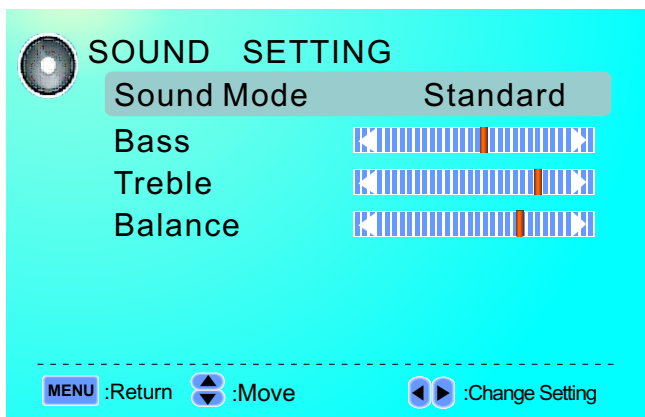 SOUND SETTING
Sound Mode Standard
Bass
Treble
Balance
MENU :Return :Move :Change Setting